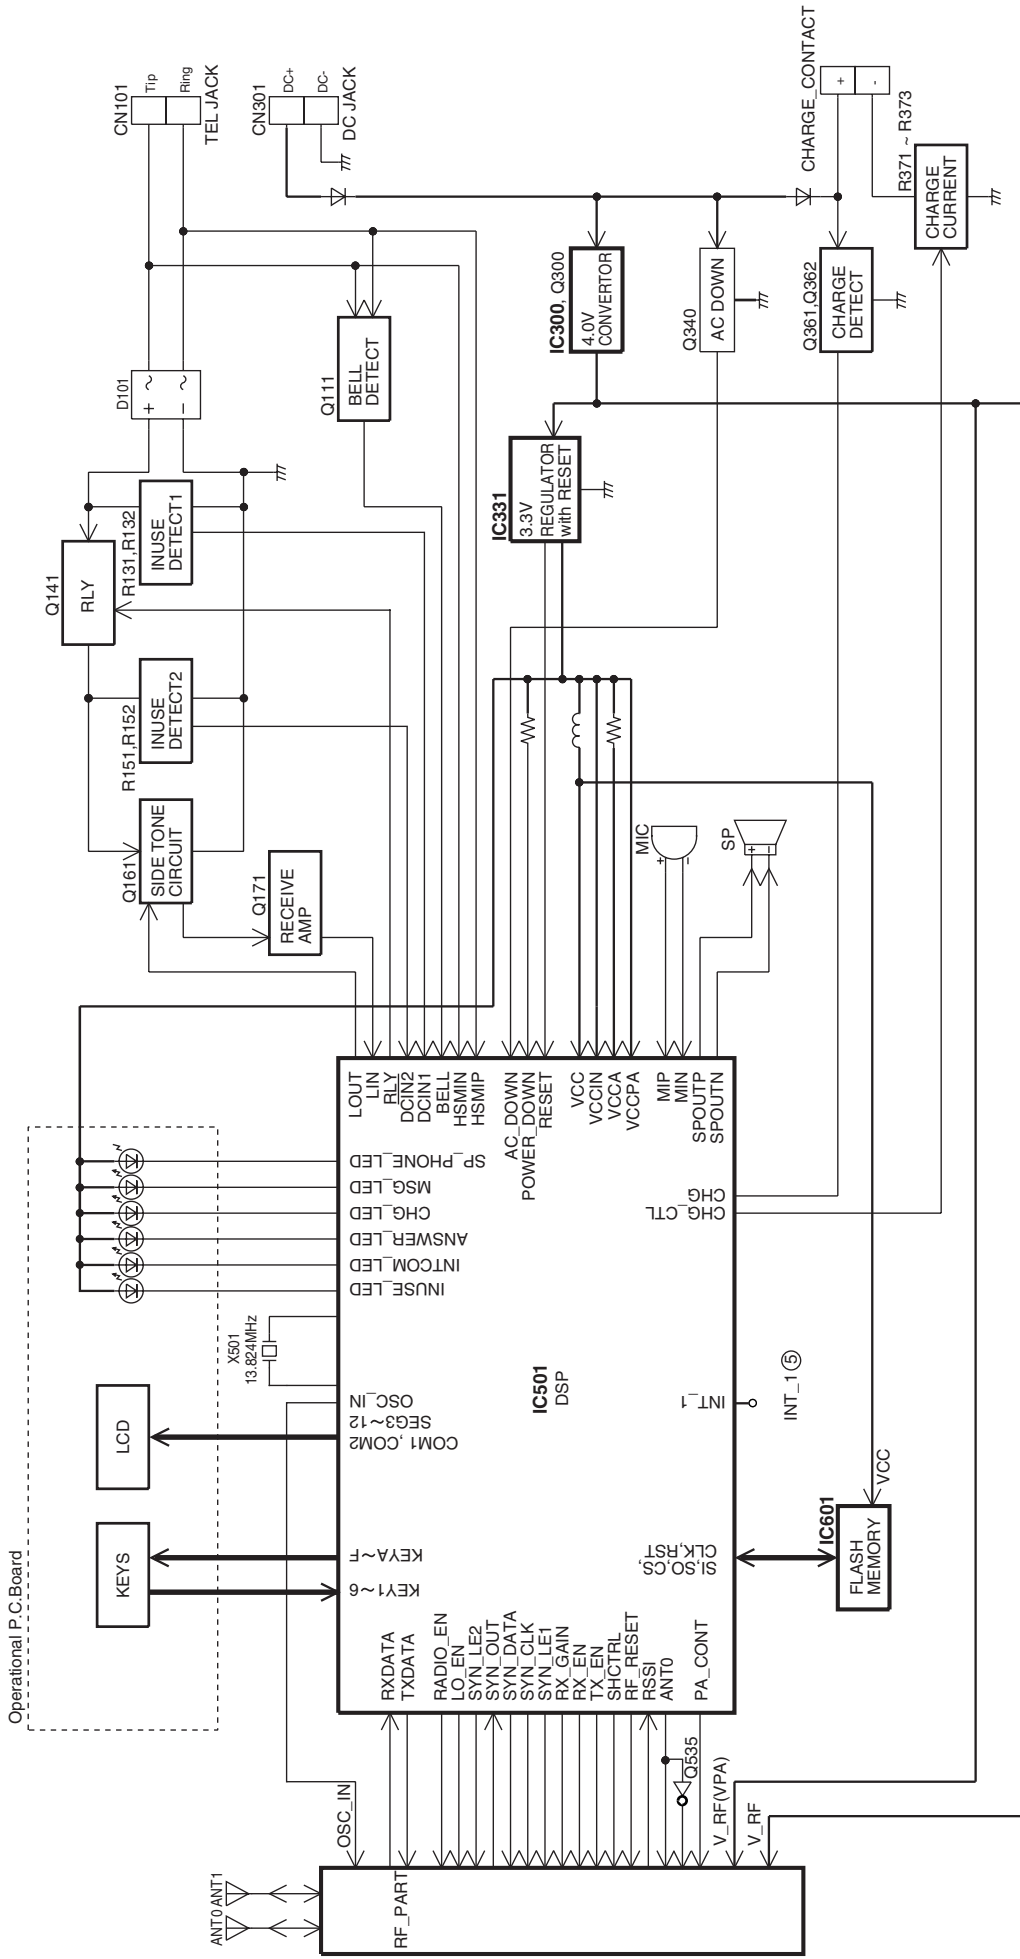 Operational P.C.Board
KEYS
LCD
CN101
Tip
Ring
TEL JACK
CN301
DC+
DC-
DC JACK
CHARGE_CONTACT
+
-
R371 ~ R373
CHARGE
CURRENT
D101
+ ~
− ~
Q111
BELL
DETECT
IC300, Q300
4.0V
CONVERTOR
Q340
AC DOWN
Q361,Q362
CHARGE
DETECT
Q141
RLY
R131,R132
INUSE
DETECT1
R151,R152
INUSE
DETECT2
Q161
SIDE TONE
CIRCUIT
Q171
RECEIVE
AMP
IC331
3.3V
REGULATOR
with RESET
MIC
+
−
SP
+
−
LOUT
LIN
RLY
DCIN2
DCIN1
BELL
HSMIN
HSMIP
AC_DOWN
POWER_DOWN
RESET
VCC
VCCIN
VCCA
VCCPA
MIP
MIN
SPOUTP
SPOUTN
SP_PHONE_LED
MSG_LED
CHG_LED
ANSWER_LED
INTCOM_LED
INUSE_LED
X501
13.824MHz
OSC_IN
SEG3~12
COM1,COM2
KEYA~F
KEY1~6
IC501
DSP
CHG
CHG_CTL
INT_1
INT_1 ⑤
SI,SO,CS,
CLK,RST
IC601
FLASH
MEMORY
VCC
RXDATA
TXDATA
RADIO_EN
LO_EN
SYN_LE2
SYN_OUT
SYN_DATA
SYN_CLK
SYN_LE1
RX_GAIN
RX_EN
TX_EN
SHCTRL
RF_RESET
RSSI
ANT0
PA_CONT
Q535
OSC_IN
V_RF(VPA)
V_RF
ANT0
ANT1
RF_PART